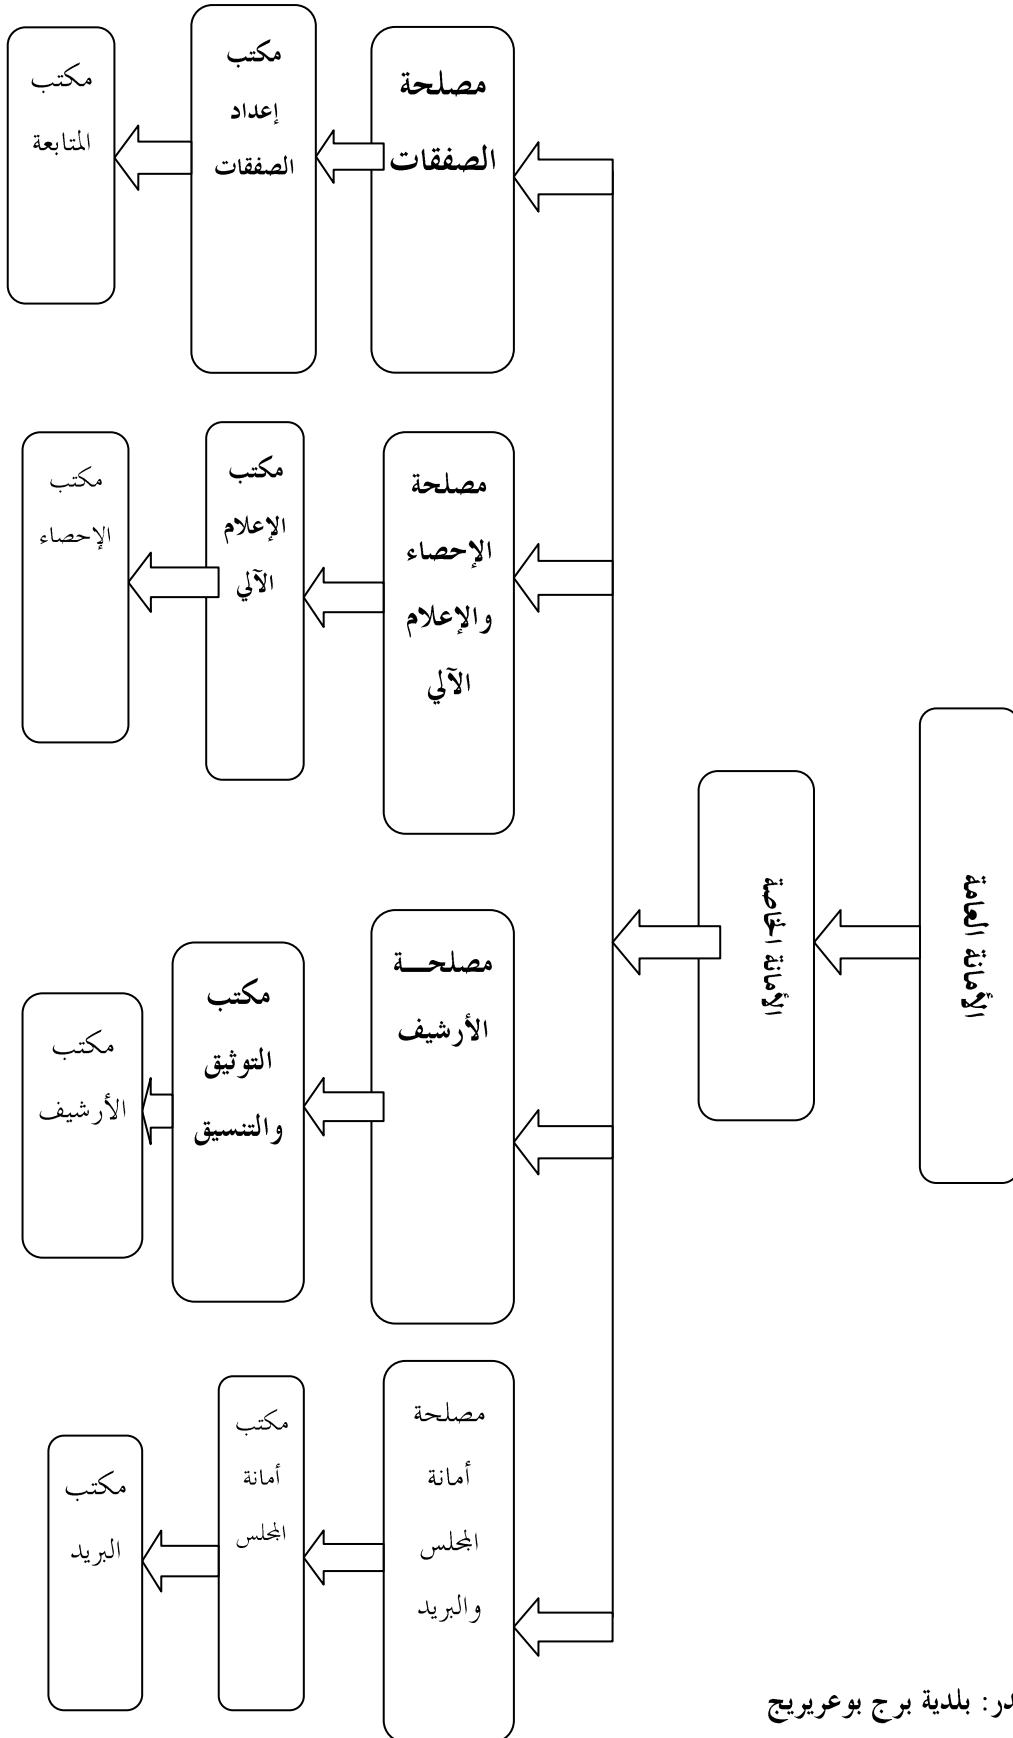 الأمانة العامة
الأمانة الخاصة
مصلحة
الصفقات
مكتب
إعداد
الصفقات
مكتب
المتابعة
مصلحة
الإحصاء
والإعلام
الآلي
مكتب
الإعلام
الآلي
مكتب
الإحصاء
مصلحـــة
الأرشيف
مكتب
التوثيق
والتنسيق
مكتب
الأرشيف
مصلحة
أمانة
المجلس
والبريد
مكتب
أمانة
المجلس
مكتب
البريد
در: بلدية برج بوعريريج